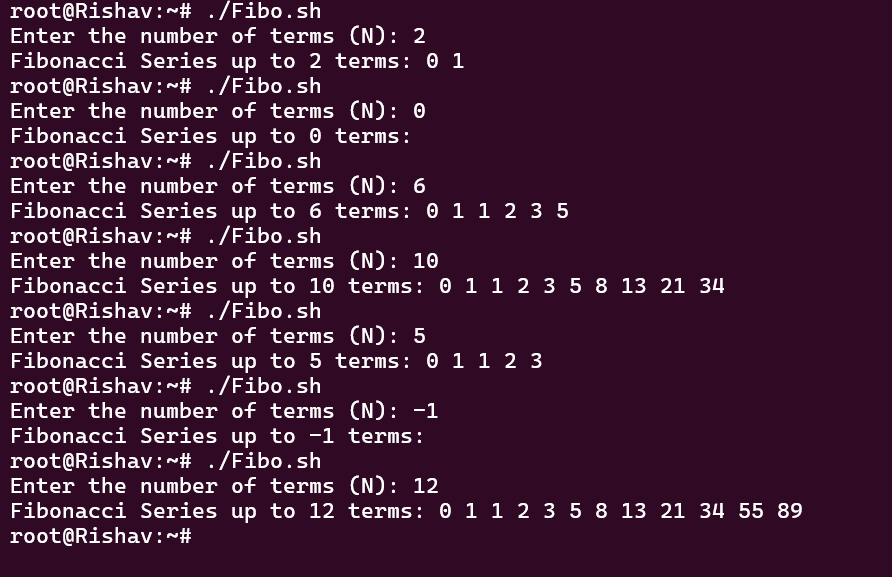 root@Rishav:~# ./Fibo.sh
Enter the number of terms (N): 2
Fibonacci Series up to 2 terms: 0 1
root@Rishav:~# ./Fibo.sh
Enter the number of terms (N): 0
Fibonacci Series up to 0 terms:
root@Rishav:~# ./Fibo.sh
Enter the number of terms (N): 6
Fibonacci Series up to 6 terms: 0 1 1 2 3 5
root@Rishav:~# ./Fibo.sh
Enter the number of terms (N): 10
Fibonacci Series up to 10 terms: 0 1 1 2 3 5 8 13 21 34
root@Rishav:~# ./Fibo.sh
Enter the number of terms (N): 5
Fibonacci Series up to 5 terms: 0 1 1 2 3
root@Rishav:~# ./Fibo.sh
Enter the number of terms (N): -1
Fibonacci Series up to -1 terms:
root@Rishav:~# ./Fibo.sh
Enter the number of terms (N): 12
Fibonacci Series up to 12 terms: 0 1 1 2 3 5 8 13 21 34 55 89
root@Rishav:~#